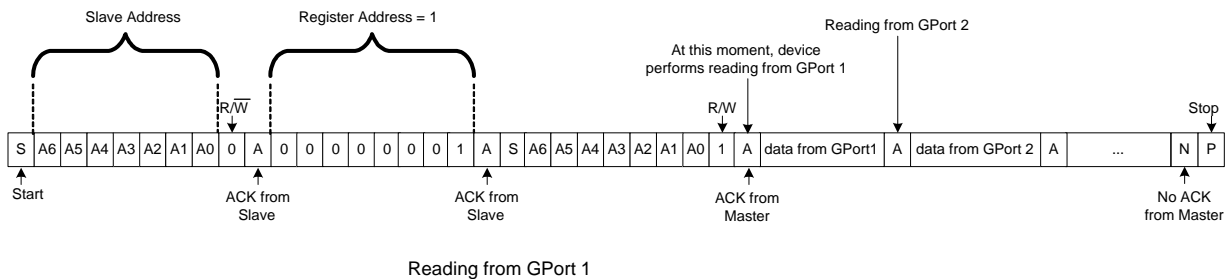 Slave Address
Register Address = 1
Reading from GPort 2
At this moment, device
performs reading from GPort 1
R/W
R/W
Stop
S A6 A5 A4 A3 A2 A1 A0 0 A 0 0 0 0 0 0 0 1 A S A6 A5 A4 A3 A2 A1 A0 1 A data from GPort1 A data from GPort 2 A ... N P
Start
ACK from
Slave
ACK from
Slave
ACK from
Master
No ACK
from Master
Reading from GPort 1